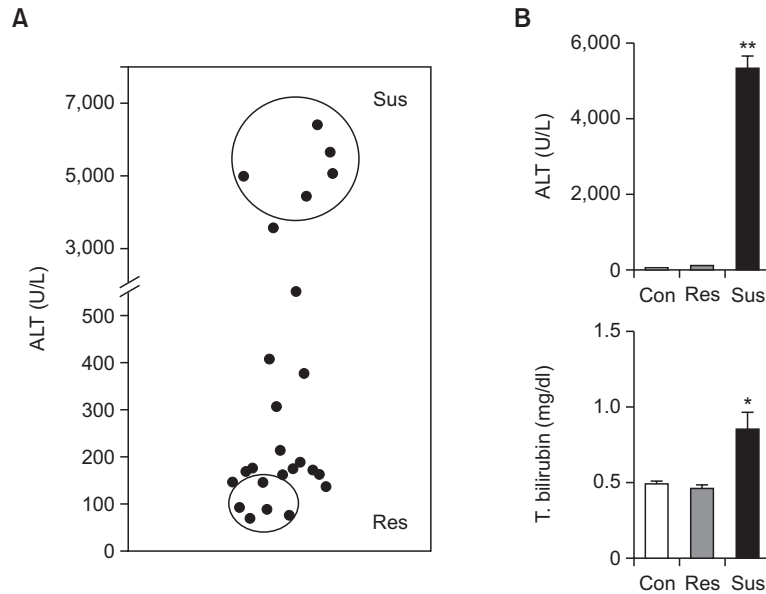 A
ALT (U/L)
7,000
5,000
3,000
500
400
300
200
100
0
Sus
Res
B
ALT (U/L)
6,000
4,000
2,000
0
**
Con Res Sus
T. bilirubin (mg/dl)
1.5
1.0
0.5
0
*
Con Res Sus